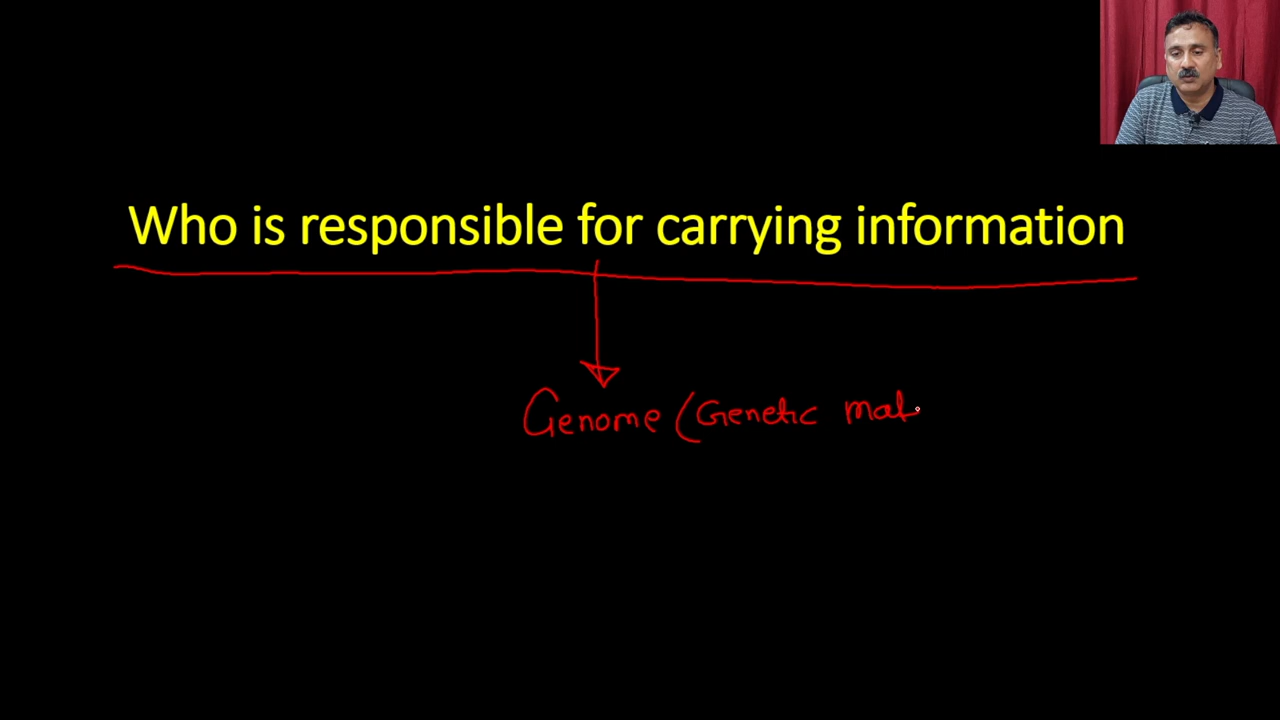 Who is responsible for carrying information
Genome (Genetic mat